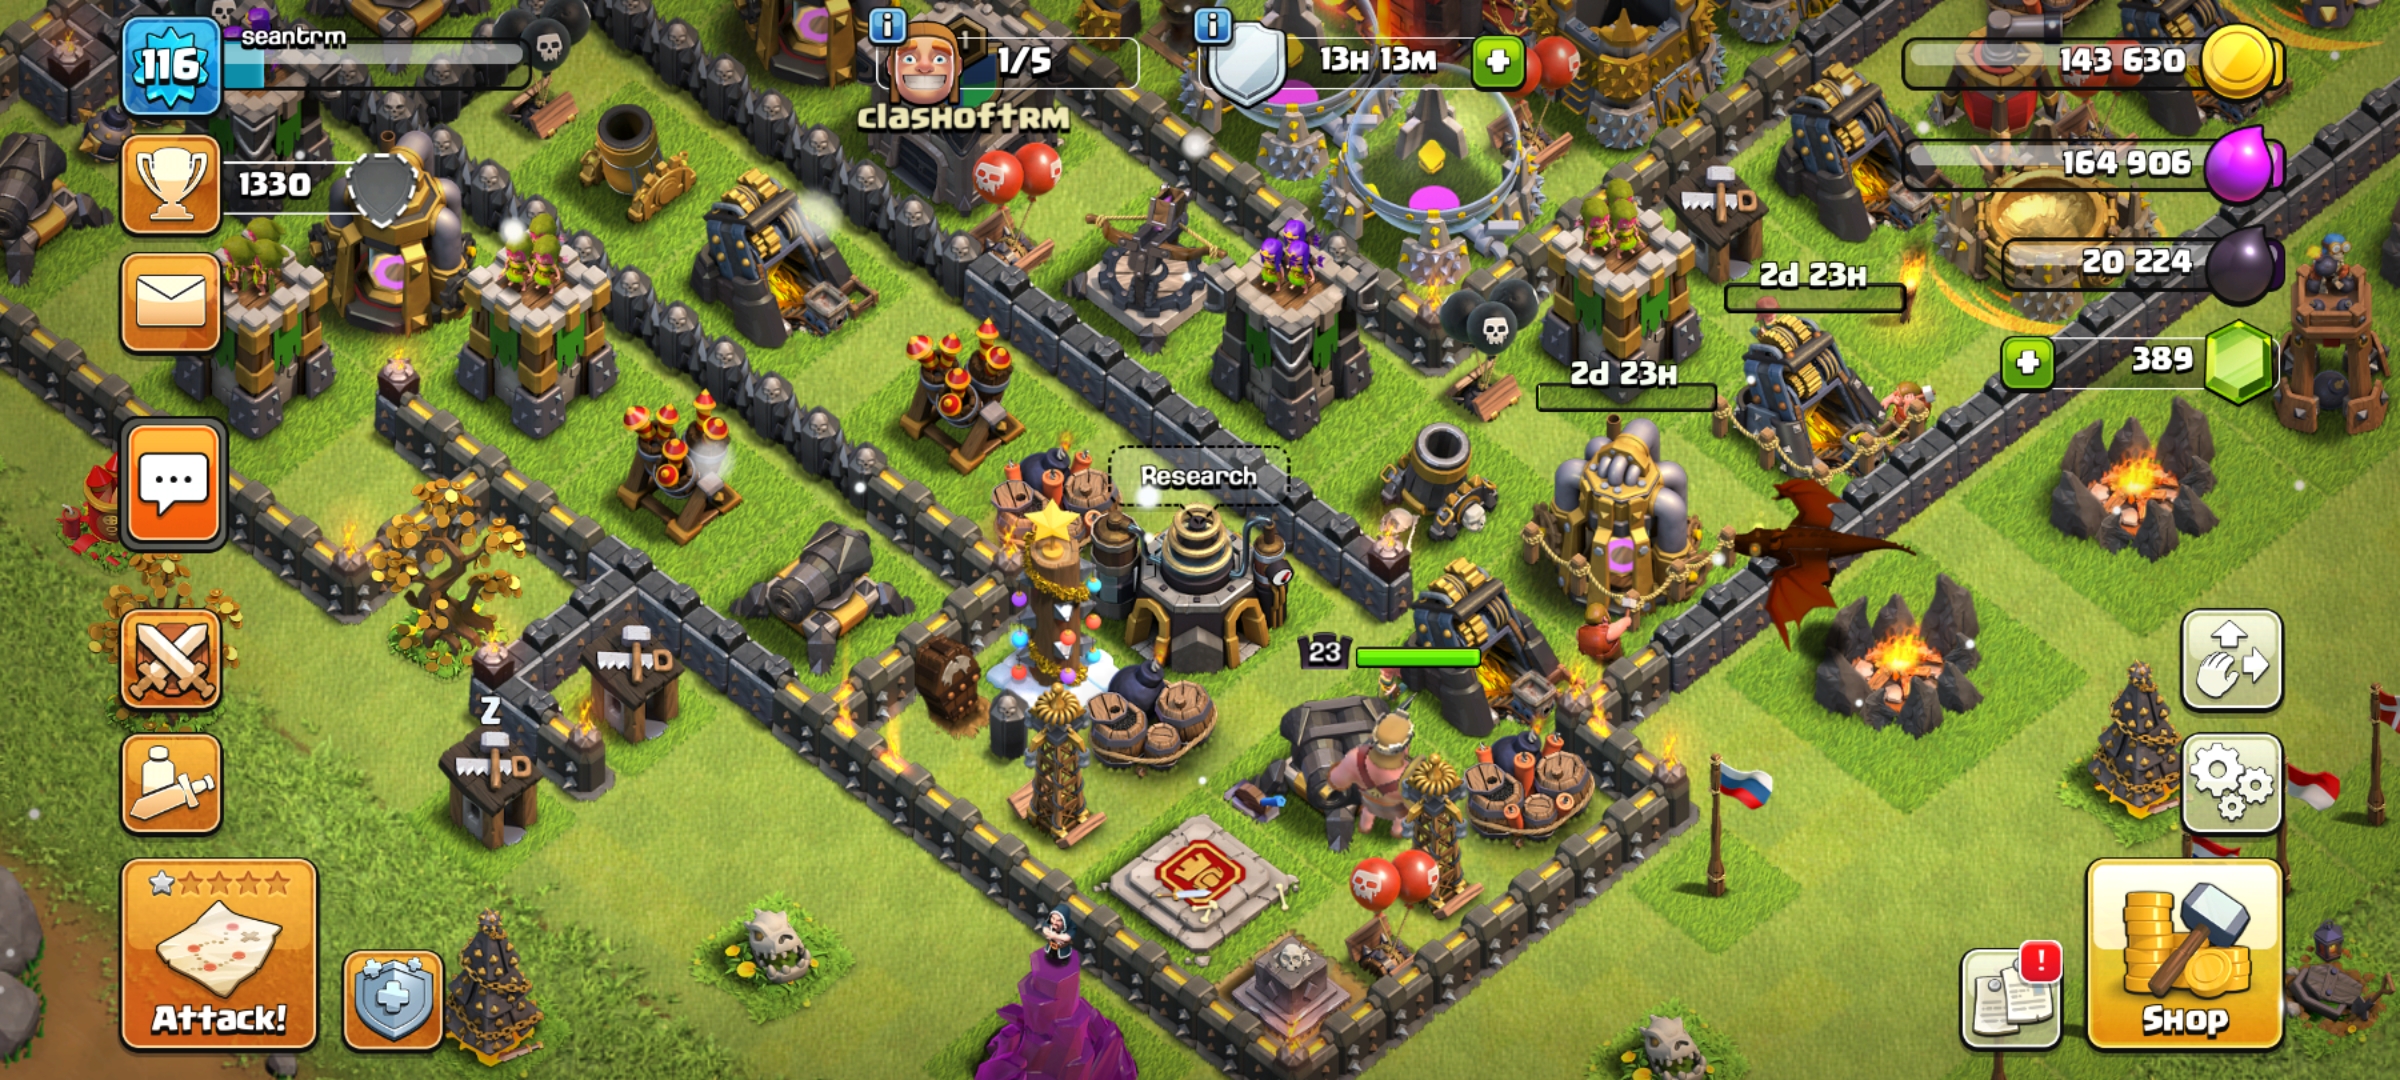 116
seantrm
1/5
clashoftRM
13H 13M
143 630
1330
164 906
20 224
2d 23H
389
2d 23H
Research
23
Z
Attack!
Shop
!